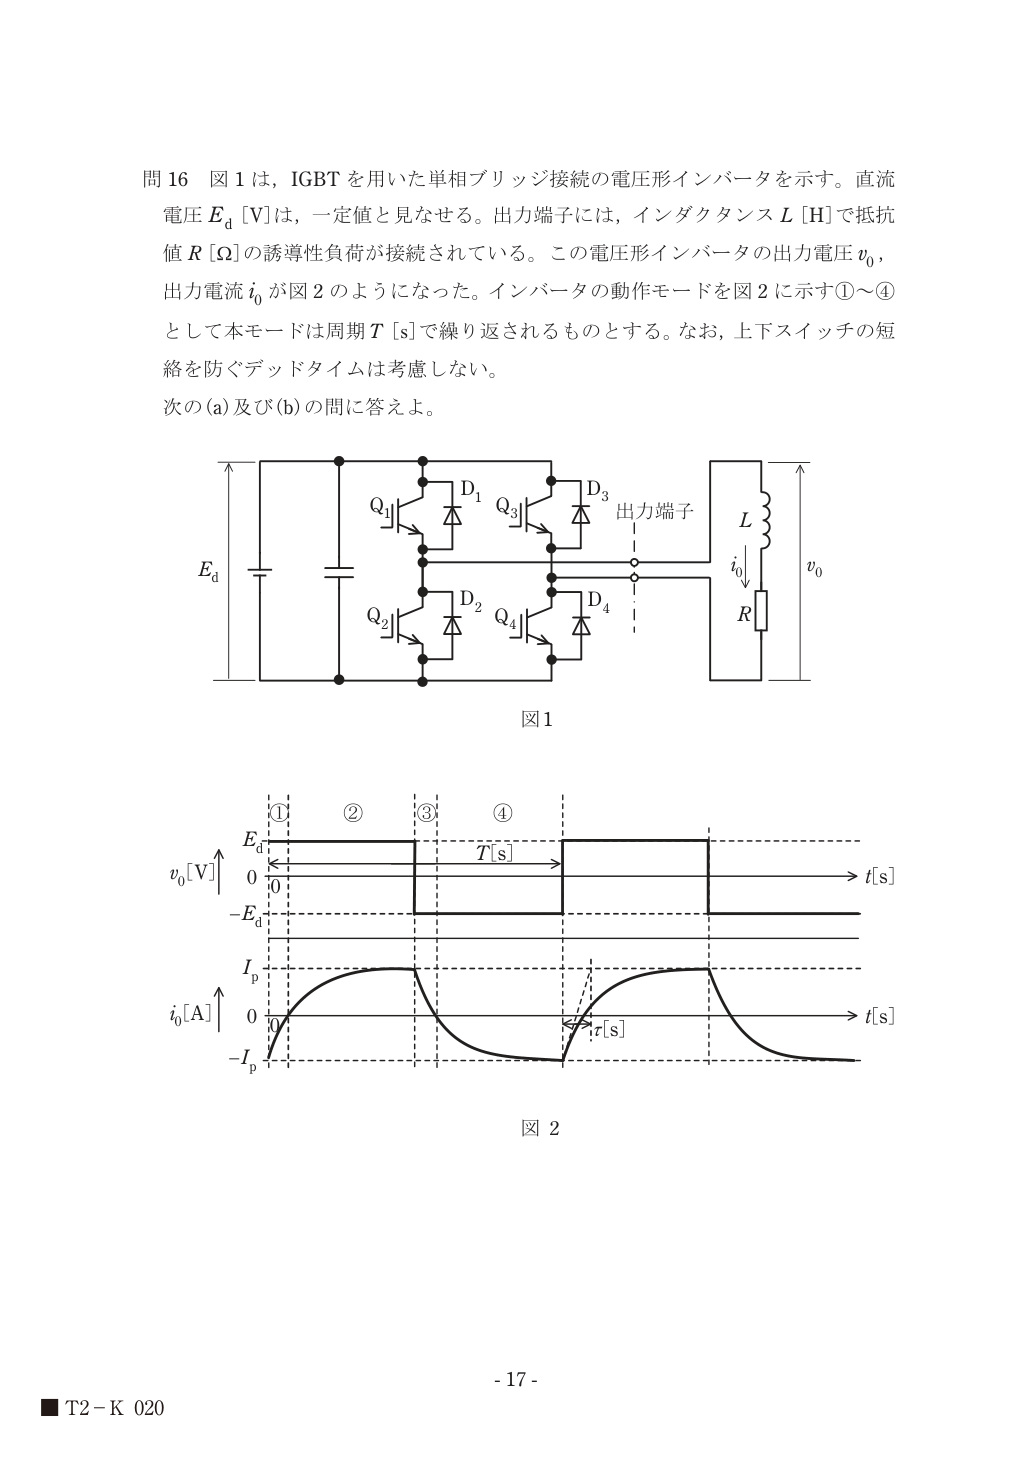 問 16　図 1 は，IGBT を用いた単相ブリッジ接続の電圧形インバータを示す。直流
電圧 Ed [V]は，一定値と見なせる。出力端子には，インダクタンス L [H]で抵抗
値 R [Ω]の誘導性負荷が接続されている。この電圧形インバータの出力電圧 v0，
出力電流 i0 が図 2 のようになった。インバータの動作モードを図 2 に示す①～④
として本モードは周期 T [s]で繰り返されるものとする。なお，上下スイッチの短
絡を防ぐデッドタイムは考慮しない。
次の(a)及び(b)の問に答えよ。
Q1 D1 Q3 D3
出力端子
L
Ed
i0
v0
Q2 D2 Q4 D4
R
図1
① ② ③ ④
Ed
T[s]
v0[V]
0
0
t[s]
−Ed
Ip
i0[A]
0
0
t[s]
τ[s]
−Ip
図 2
- 17 -
■ T2－K 020